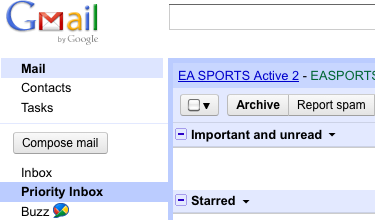 Gmail
by Google
Mail
Contacts
Tasks
Compose mail
Inbox
Priority Inbox
Buzz
EA SPORTS Active 2 - EASPORTS
Archive
Report spam
Important and unread
Starred